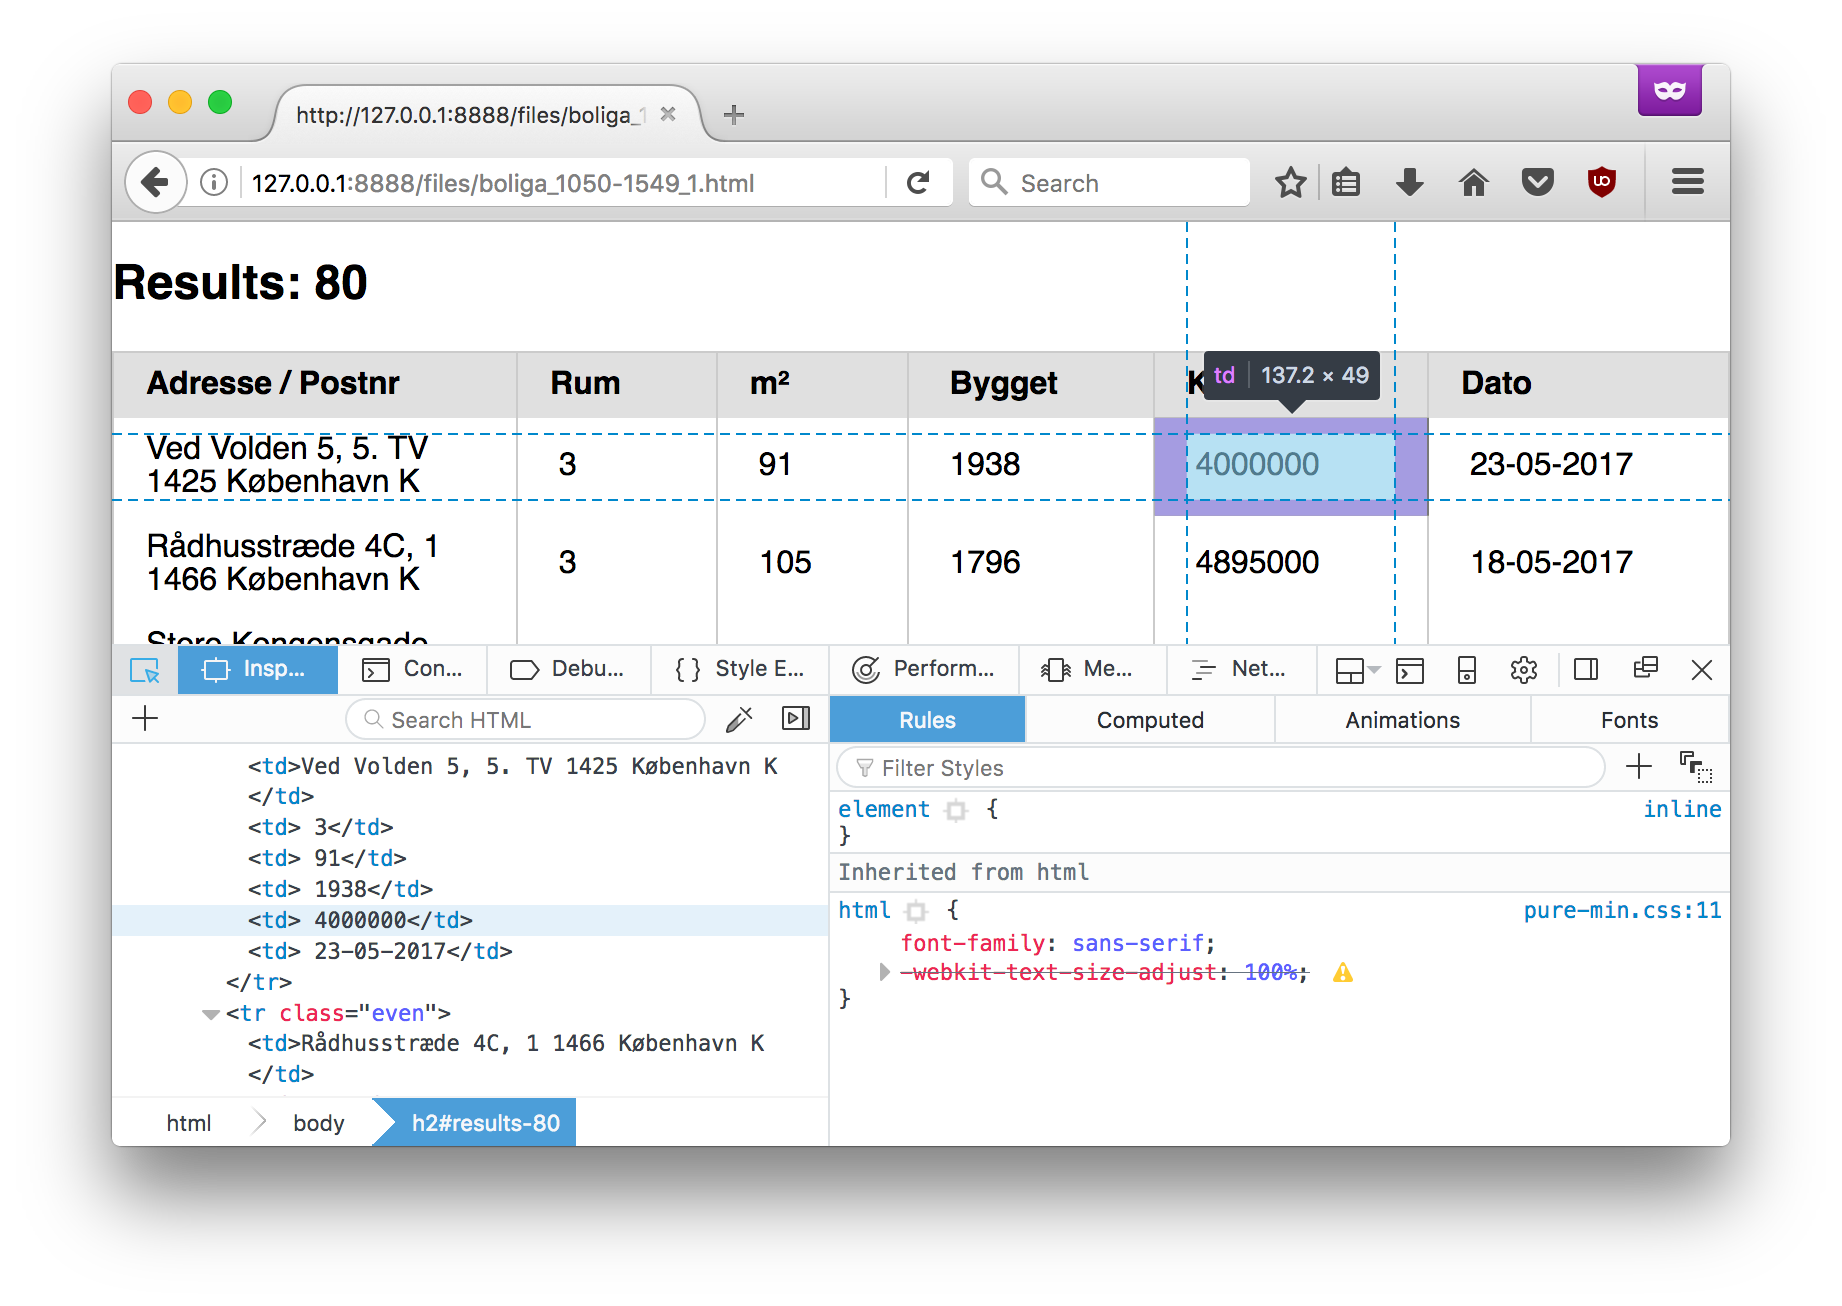 http://127.0.0.1:8888/files/boliga_1
127.0.0.1:8888/files/boliga_1050-1549_1.html
Search
Results: 80
Adresse / Postnr Rum m² Bygget K Dato
td 137.2 × 49
Ved Volden 5, 5. TV
1425 København K
3 91 1938 4000000 23-05-2017
Rådhusstræde 4C, 1
1466 København K
3 105 1796 4895000 18-05-2017
Store Kongensgade
Insp... Con... Debu... { } Style E... Perform... Me... Net...
Search HTML
Rules Computed Animations Fonts
Filter Styles
<td>Ved Volden 5, 5. TV 1425 København K
</td>
<td> 3</td>
<td> 91</td>
<td> 1938</td>
<td> 4000000</td>
<td> 23-05-2017</td>
</tr>
<tr class="even">
<td>Rådhusstræde 4C, 1 1466 København K
</td>
html body h2#results-80
element { inline
}
Inherited from html
html { pure-min.css:11
font-family: sans-serif;
-webkit-text-size-adjust: 100%;
}